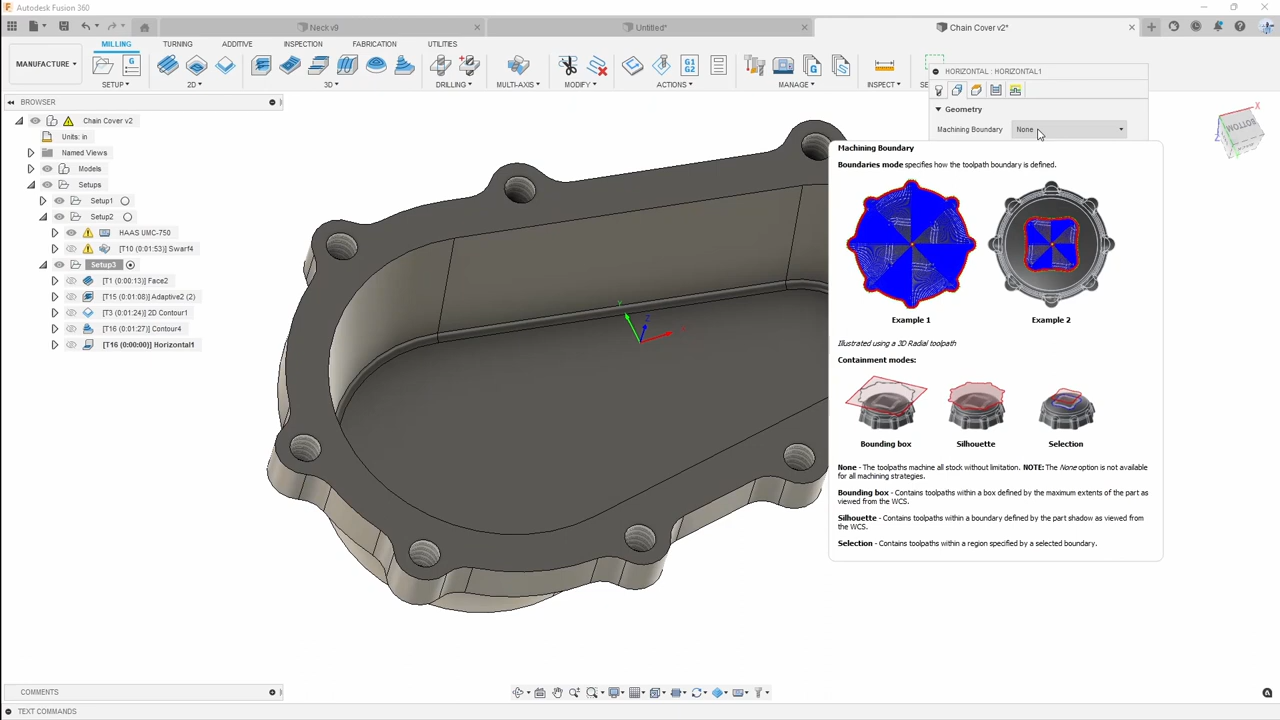 Autodesk Fusion 360
Neck v9
Untitled*
Chain Cover v2*
MILLING TURNING ADDITIVE INSPECTION FABRICATION UTILITIES
MANUFACTURE
G1
G2
SETUP 2D 3D DRILLING MULTI-AXIS MODIFY ACTIONS MANAGE INSPECT SE
HORIZONTAL : HORIZONTAL1
BROWSER
Geometry
Machining Boundary None
Chain Cover v2
Units: in
Named Views
Models
Setups
Setup1
Setup2
HAAS UMC-750
[T10 (0:01:53)] Swarf4
Setup3
[T1 (0:00:13)] Face2
[T15 (0:01:08)] Adaptive2 (2)
[T3 (0:01:24)] 2D Contour1
[T16 (0:01:27)] Contour4
[T16 (0:00:00)] Horizontal1
X
Z
BOTTOM
Y
Z
Machining Boundary
Boundaries mode specifies how the toolpath boundary is defined.
Example 1 Example 2
Illustrated using a 3D Radial toolpath
Containment modes:
Bounding box Silhouette Selection
None - The toolpaths machine all stock without limitation. NOTE: The None option is not available
for all machining strategies.
Bounding box - Contains toolpaths within a box defined by the maximum extents of the part as
viewed from the WCS.
Silhouette - Contains toolpaths within a boundary defined by the part shadow as viewed from
the WCS.
Selection - Contains toolpaths within a region specified by a selected boundary.
COMMENTS
TEXT COMMANDS